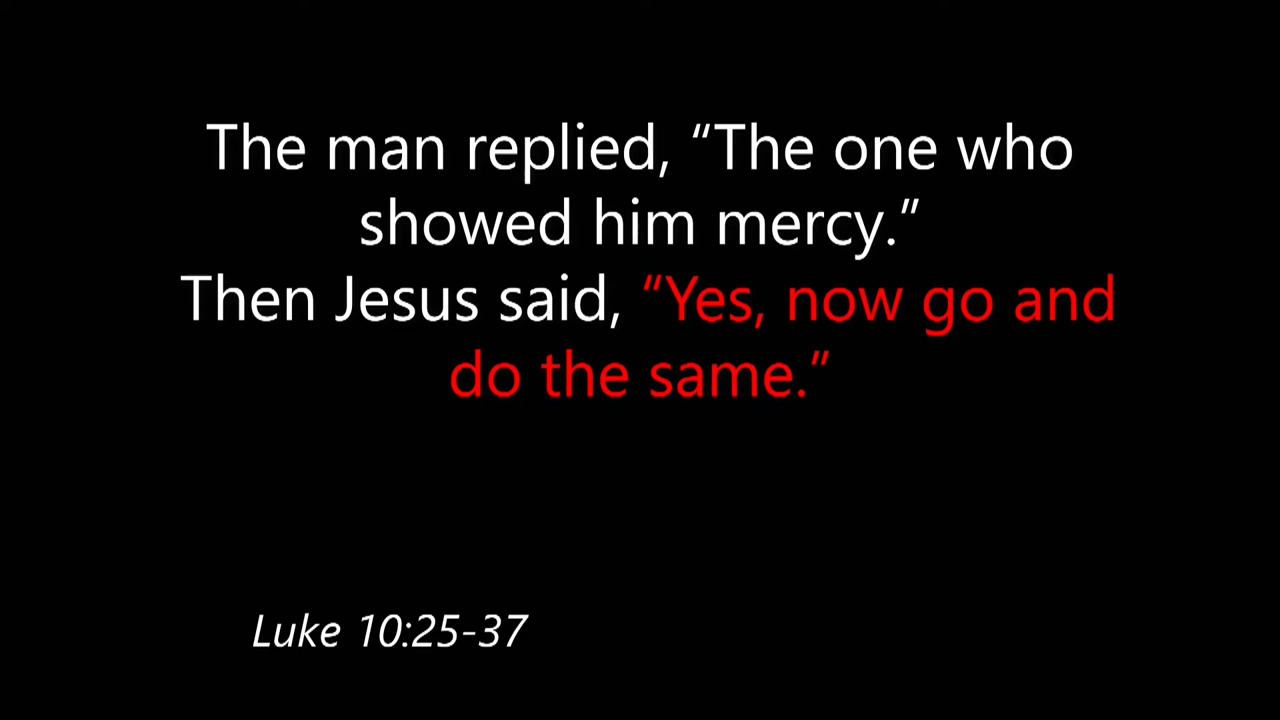 The man replied, “The one who
showed him mercy.”
Then Jesus said, “Yes, now go and
do the same.”
Luke 10:25-37